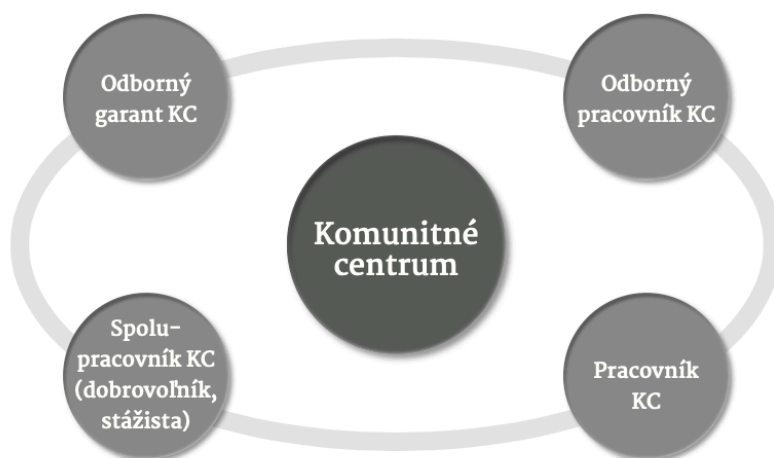 Odborný
garant KC
Odborný
pracovník KC
Komunitné
centrum
Spolu-
pracovník KC
(dobrovoľník,
stážista)
Pracovník
KC